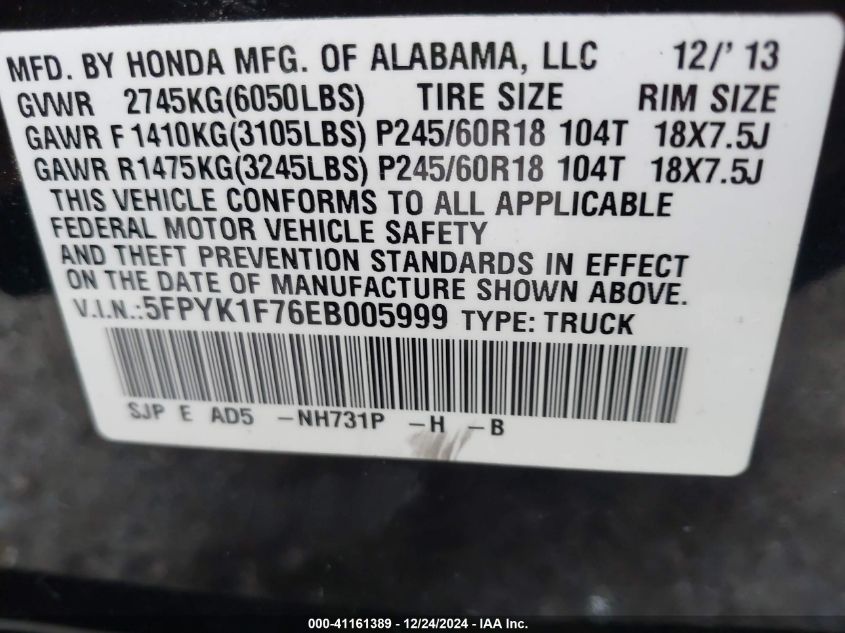 MFD. BY HONDA MFG. OF ALABAMA, LLC 12/' 13
GVWR 2745KG(6050LBS) TIRE SIZE RIM SIZE
GAWR F 1410KG(3105LBS) P245/60R18 104T 18X7.5J
GAWR R1475KG(3245LBS) P245/60R18 104T 18X7.5J
THIS VEHICLE CONFORMS TO ALL APPLICABLE
FEDERAL MOTOR VEHICLE SAFETY
AND THEFT PREVENTION STANDARDS IN EFFECT
ON THE DATE OF MANUFACTURE SHOWN ABOVE.
V.I.N.:5FPYK1F76EB005999 TYPE: TRUCK
SJP E AD5 -NH731P -H -B
000-41161389 - 12/24/2024 - IAA Inc.